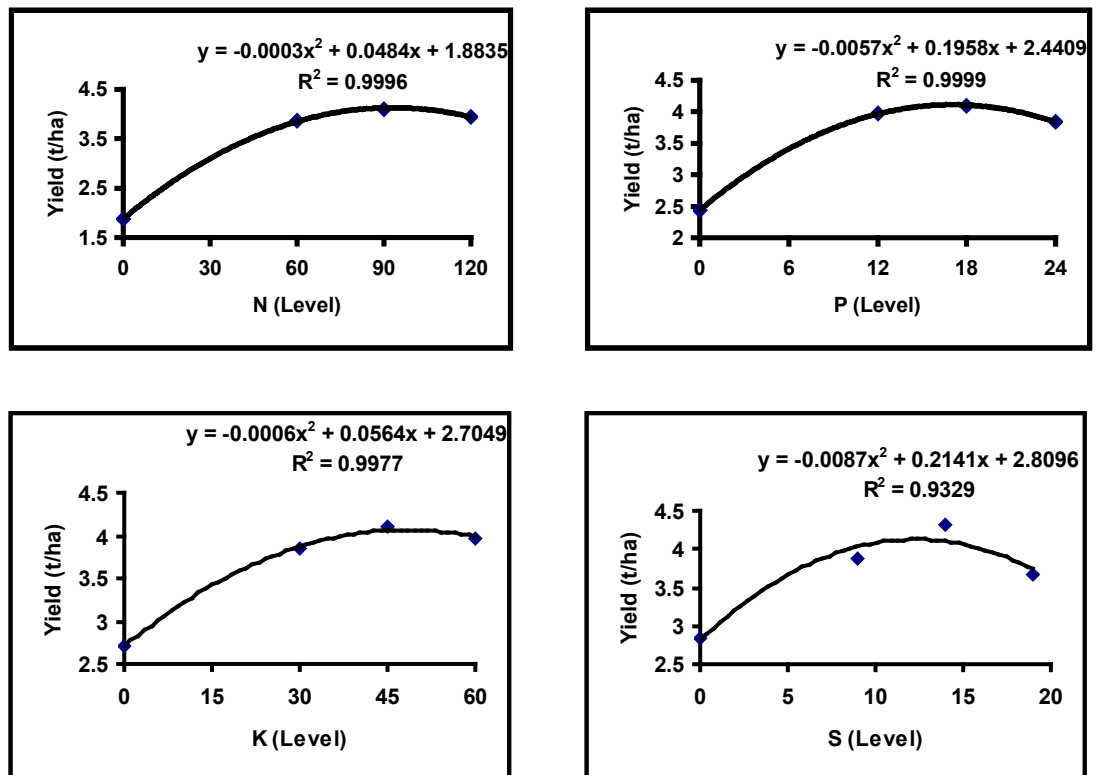 y = -0.0003x² + 0.0484x + 1.8835
R² = 0.9996
4.5
3.5
2.5
1.5
Yield (t/ha)
0 30 60 90 120
N (Level)
y = -0.0057x² + 0.1958x + 2.4409
R² = 0.9999
4.5
4
3.5
3
2.5
2
Yield (t/ha)
0 6 12 18 24
P (Level)
y = -0.0006x² + 0.0564x + 2.7049
R² = 0.9977
4.5
4
3.5
3
2.5
Yield (t/ha)
0 15 30 45 60
K (Level)
y = -0.0087x² + 0.2141x + 2.8096
R² = 0.9329
4.5
4
3.5
3
2.5
Yield (t/ha)
0 5 10 15 20
S (Level)